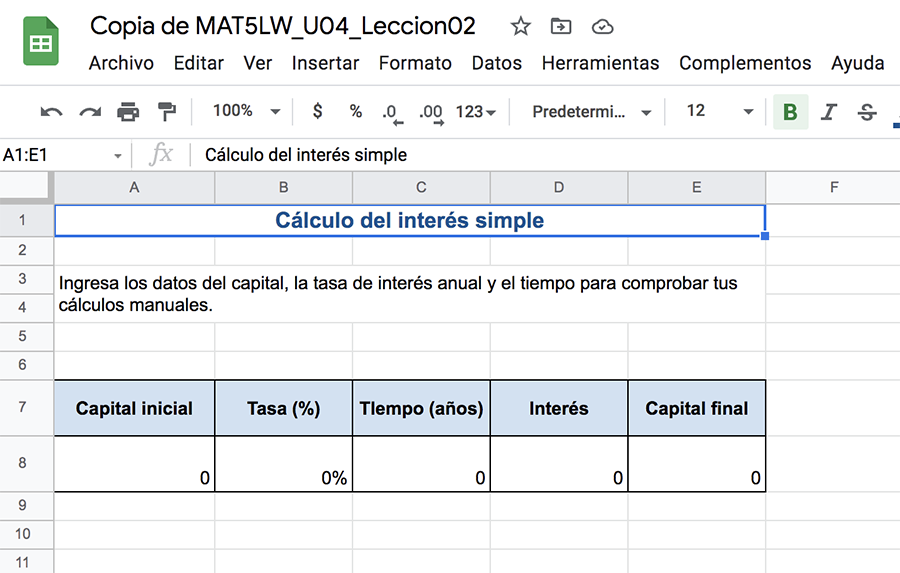 Copia de MAT5LW_U04_Leccion02
Archivo Editar Ver Insertar Formato Datos Herramientas Complementos Ayuda
100% $ % .0 .00 123 Predetermi... 12 B I S
A1:E1 fx Cálculo del interés simple
A B C D E F
1 Cálculo del interés simple
2
3 Ingresa los datos del capital, la tasa de interés anual y el tiempo para comprobar tus
4 cálculos manuales.
5
6
7 Capital inicial Tasa (%) TIempo (años) Interés Capital final
8 0 0% 0 0 0
9
10
11